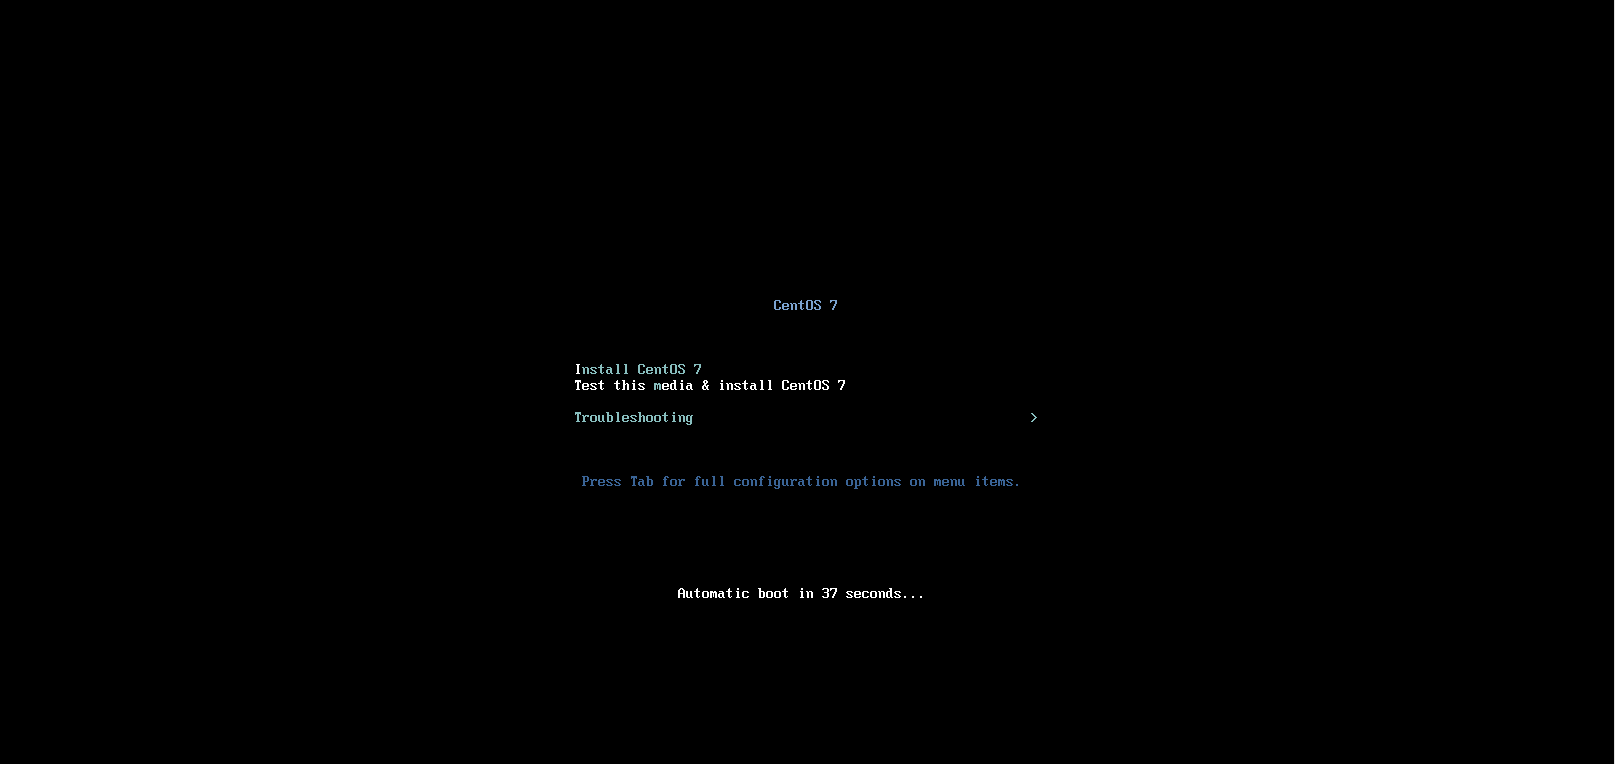 CentOS 7
Install CentOS 7
Test this media & install CentOS 7
Troubleshooting >
Press Tab for full configuration options on menu items.
Automatic boot in 37 seconds...